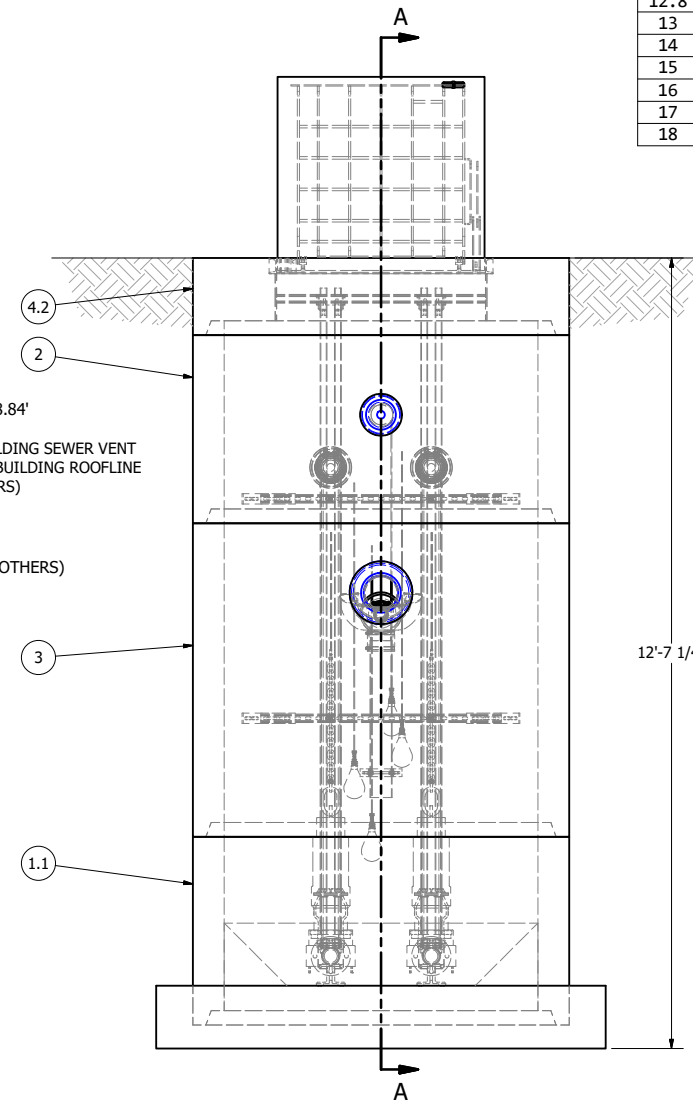 A
12.8
13
14
15
16
17
18
4.2
2
3.84'
LDING SEWER VENT
BUILDING ROOFLINE
RS)
OTHERS)
3
12'-7 1/4
1.1
A